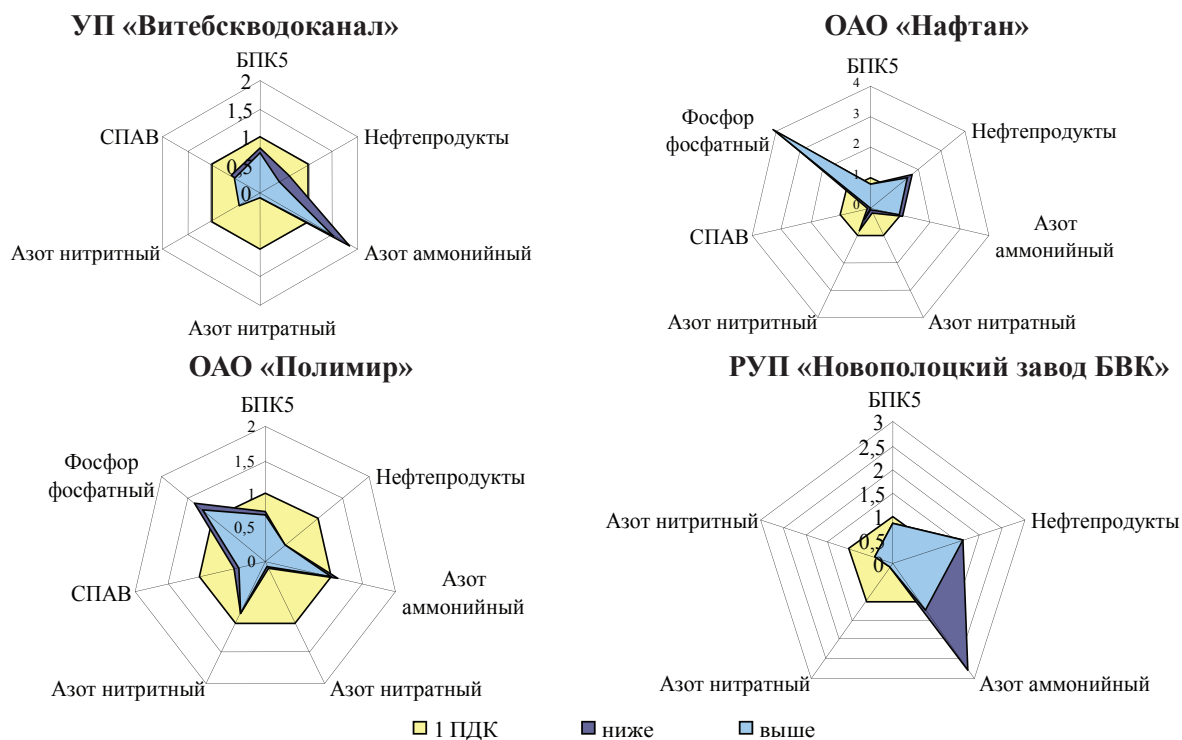 УП «Витебскводоканал»
БПК5
2
1,5
1
0,5
0
Нефтепродукты
Азот аммонийный
Азот нитратный
Азот нитритный
СПАВ
ОАО «Нафтан»
БПК5
4
3
2
1
0
Нефтепродукты
Азот
аммонийный
Азот нитратный
Азот нитритный
СПАВ
Фосфор
фосфатный
ОАО «Полимир»
БПК5
2
1,5
1
0,5
0
Нефтепродукты
Азот
аммонийный
Азот нитратный
Азот нитритный
СПАВ
Фосфор
фосфатный
РУП «Новополоцкий завод БВК»
БПК5
3
2,5
2
1,5
1
0,5
0
Нефтепродукты
Азот аммонийный
Азот нитратный
Азот нитритный
1 ПДК
ниже
выше